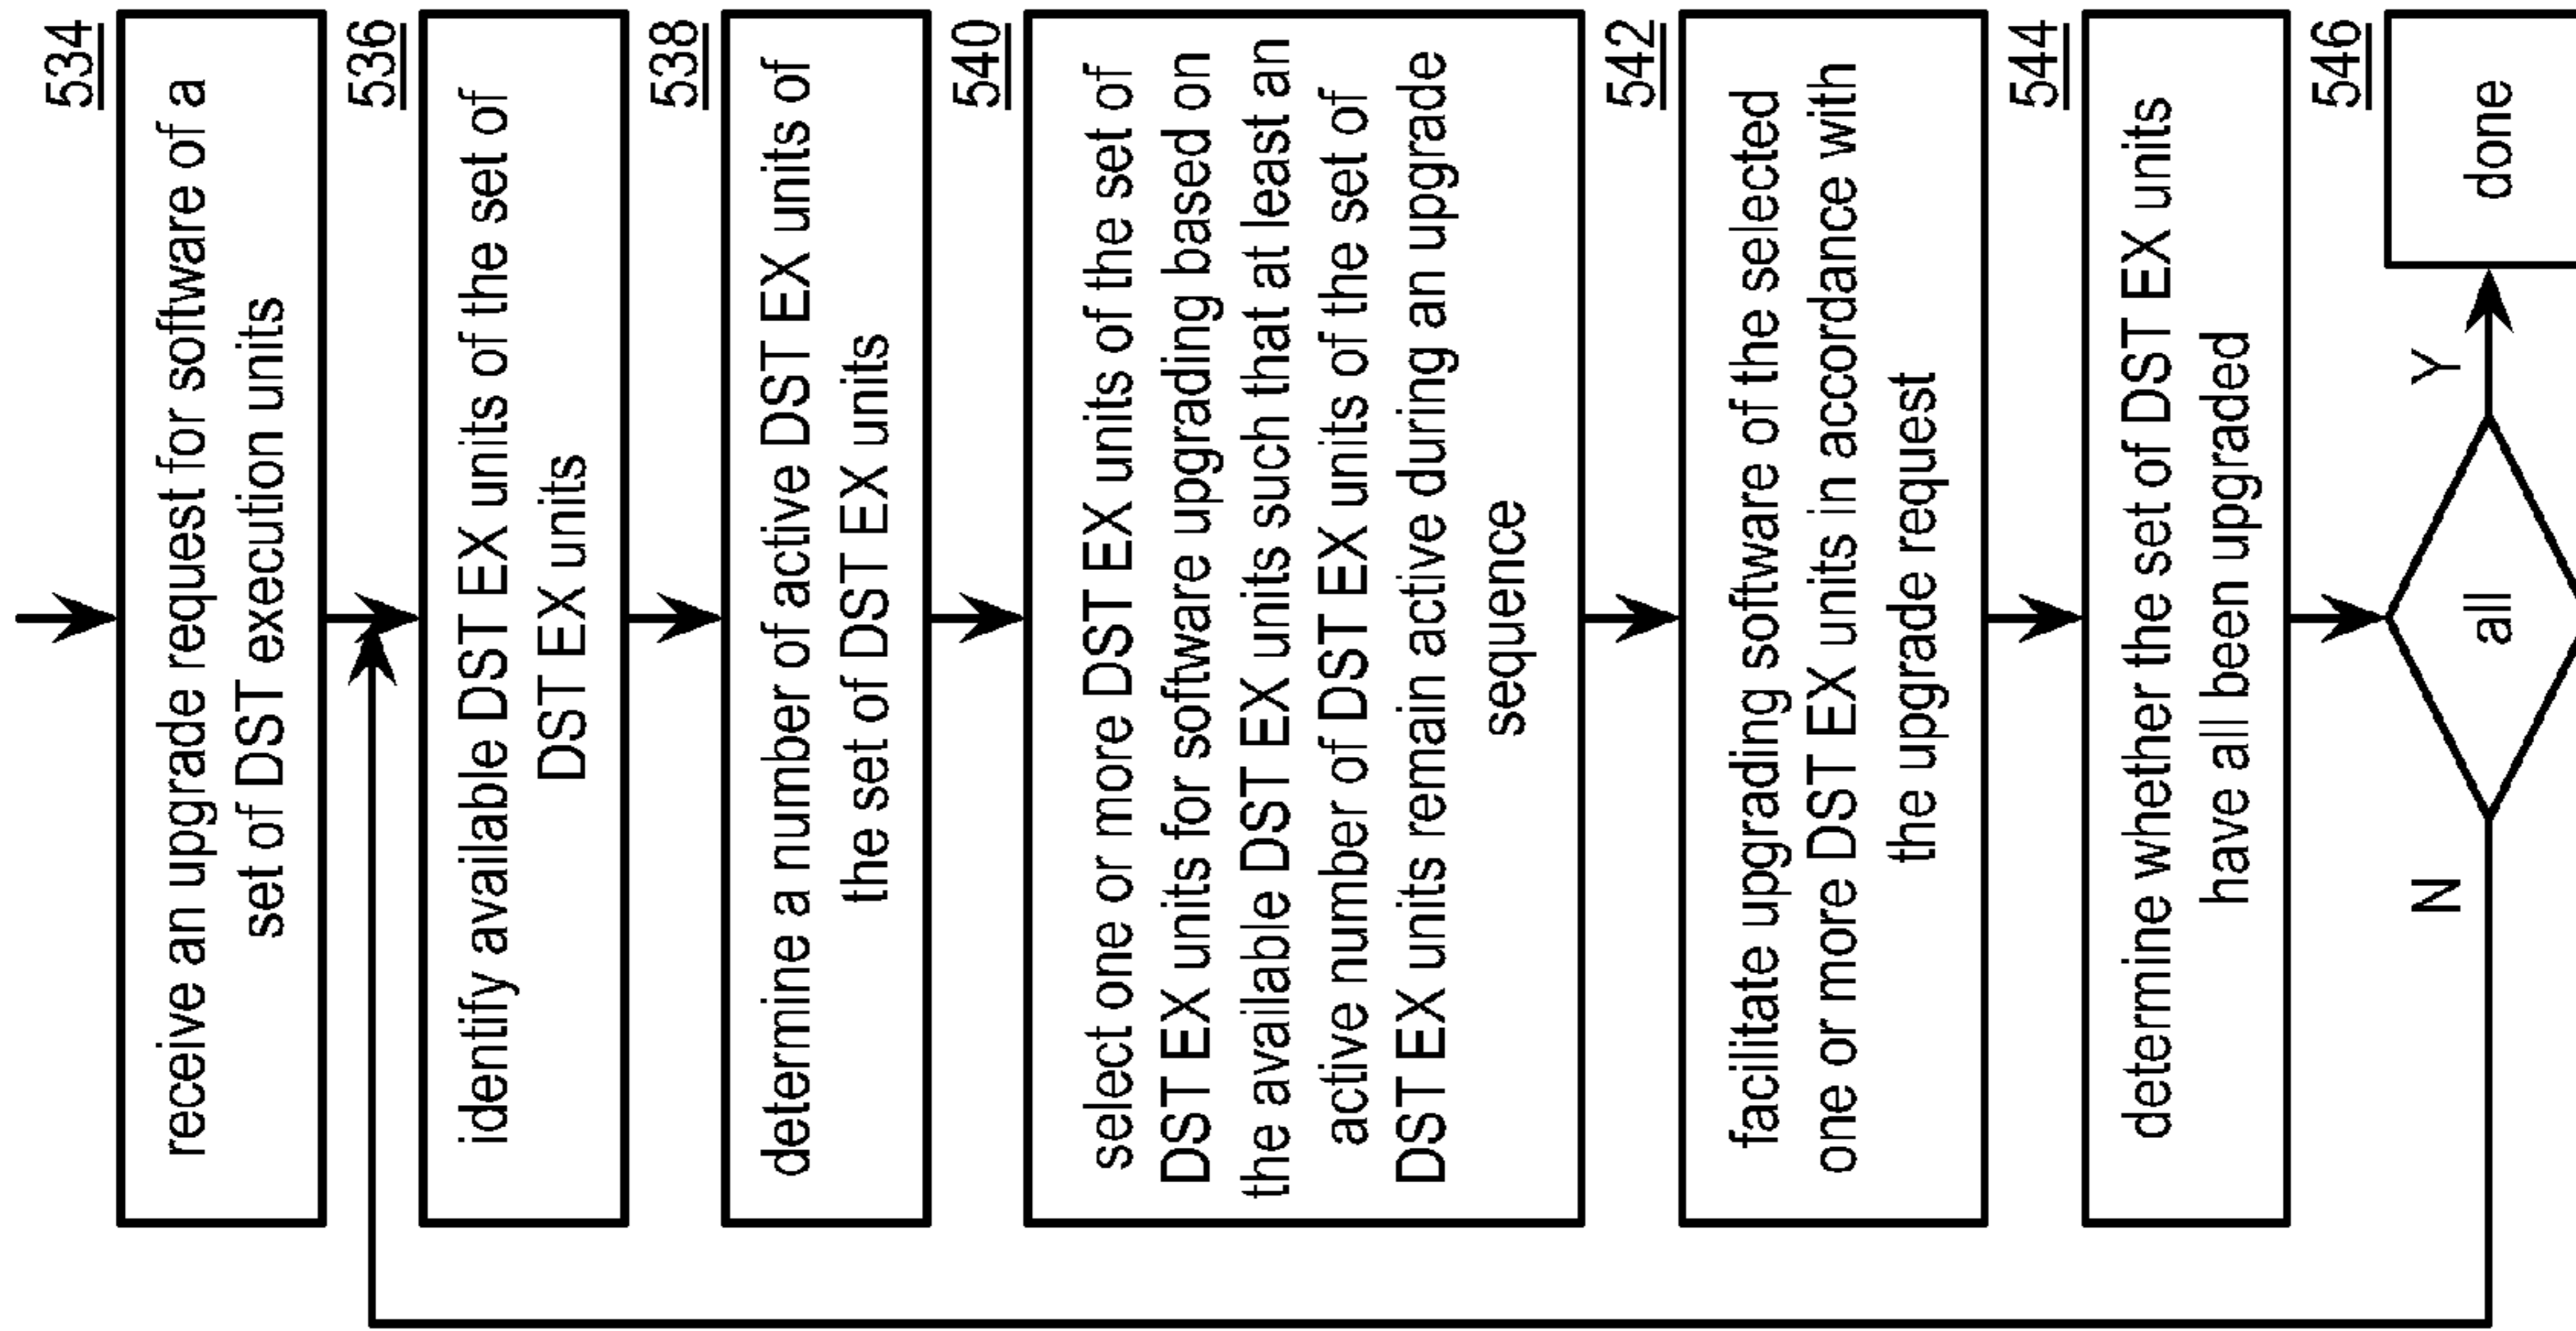 534
receive an upgrade request for software of a
set of DST execution units
536
identify available DST EX units of the set of
DST EX units
538
determine a number of active DST EX units of
the set of DST EX units
540
select one or more DST EX units of the set of
DST EX units for software upgrading based on
the available DST EX units such that at least an
active number of DST EX units of the set of
DST EX units remain active during an upgrade
sequence
542
facilitate upgrading software of the selected
one or more DST EX units in accordance with
the upgrade request
544
determine whether the set of DST EX units
have all been upgraded
546
N
all
Y
done